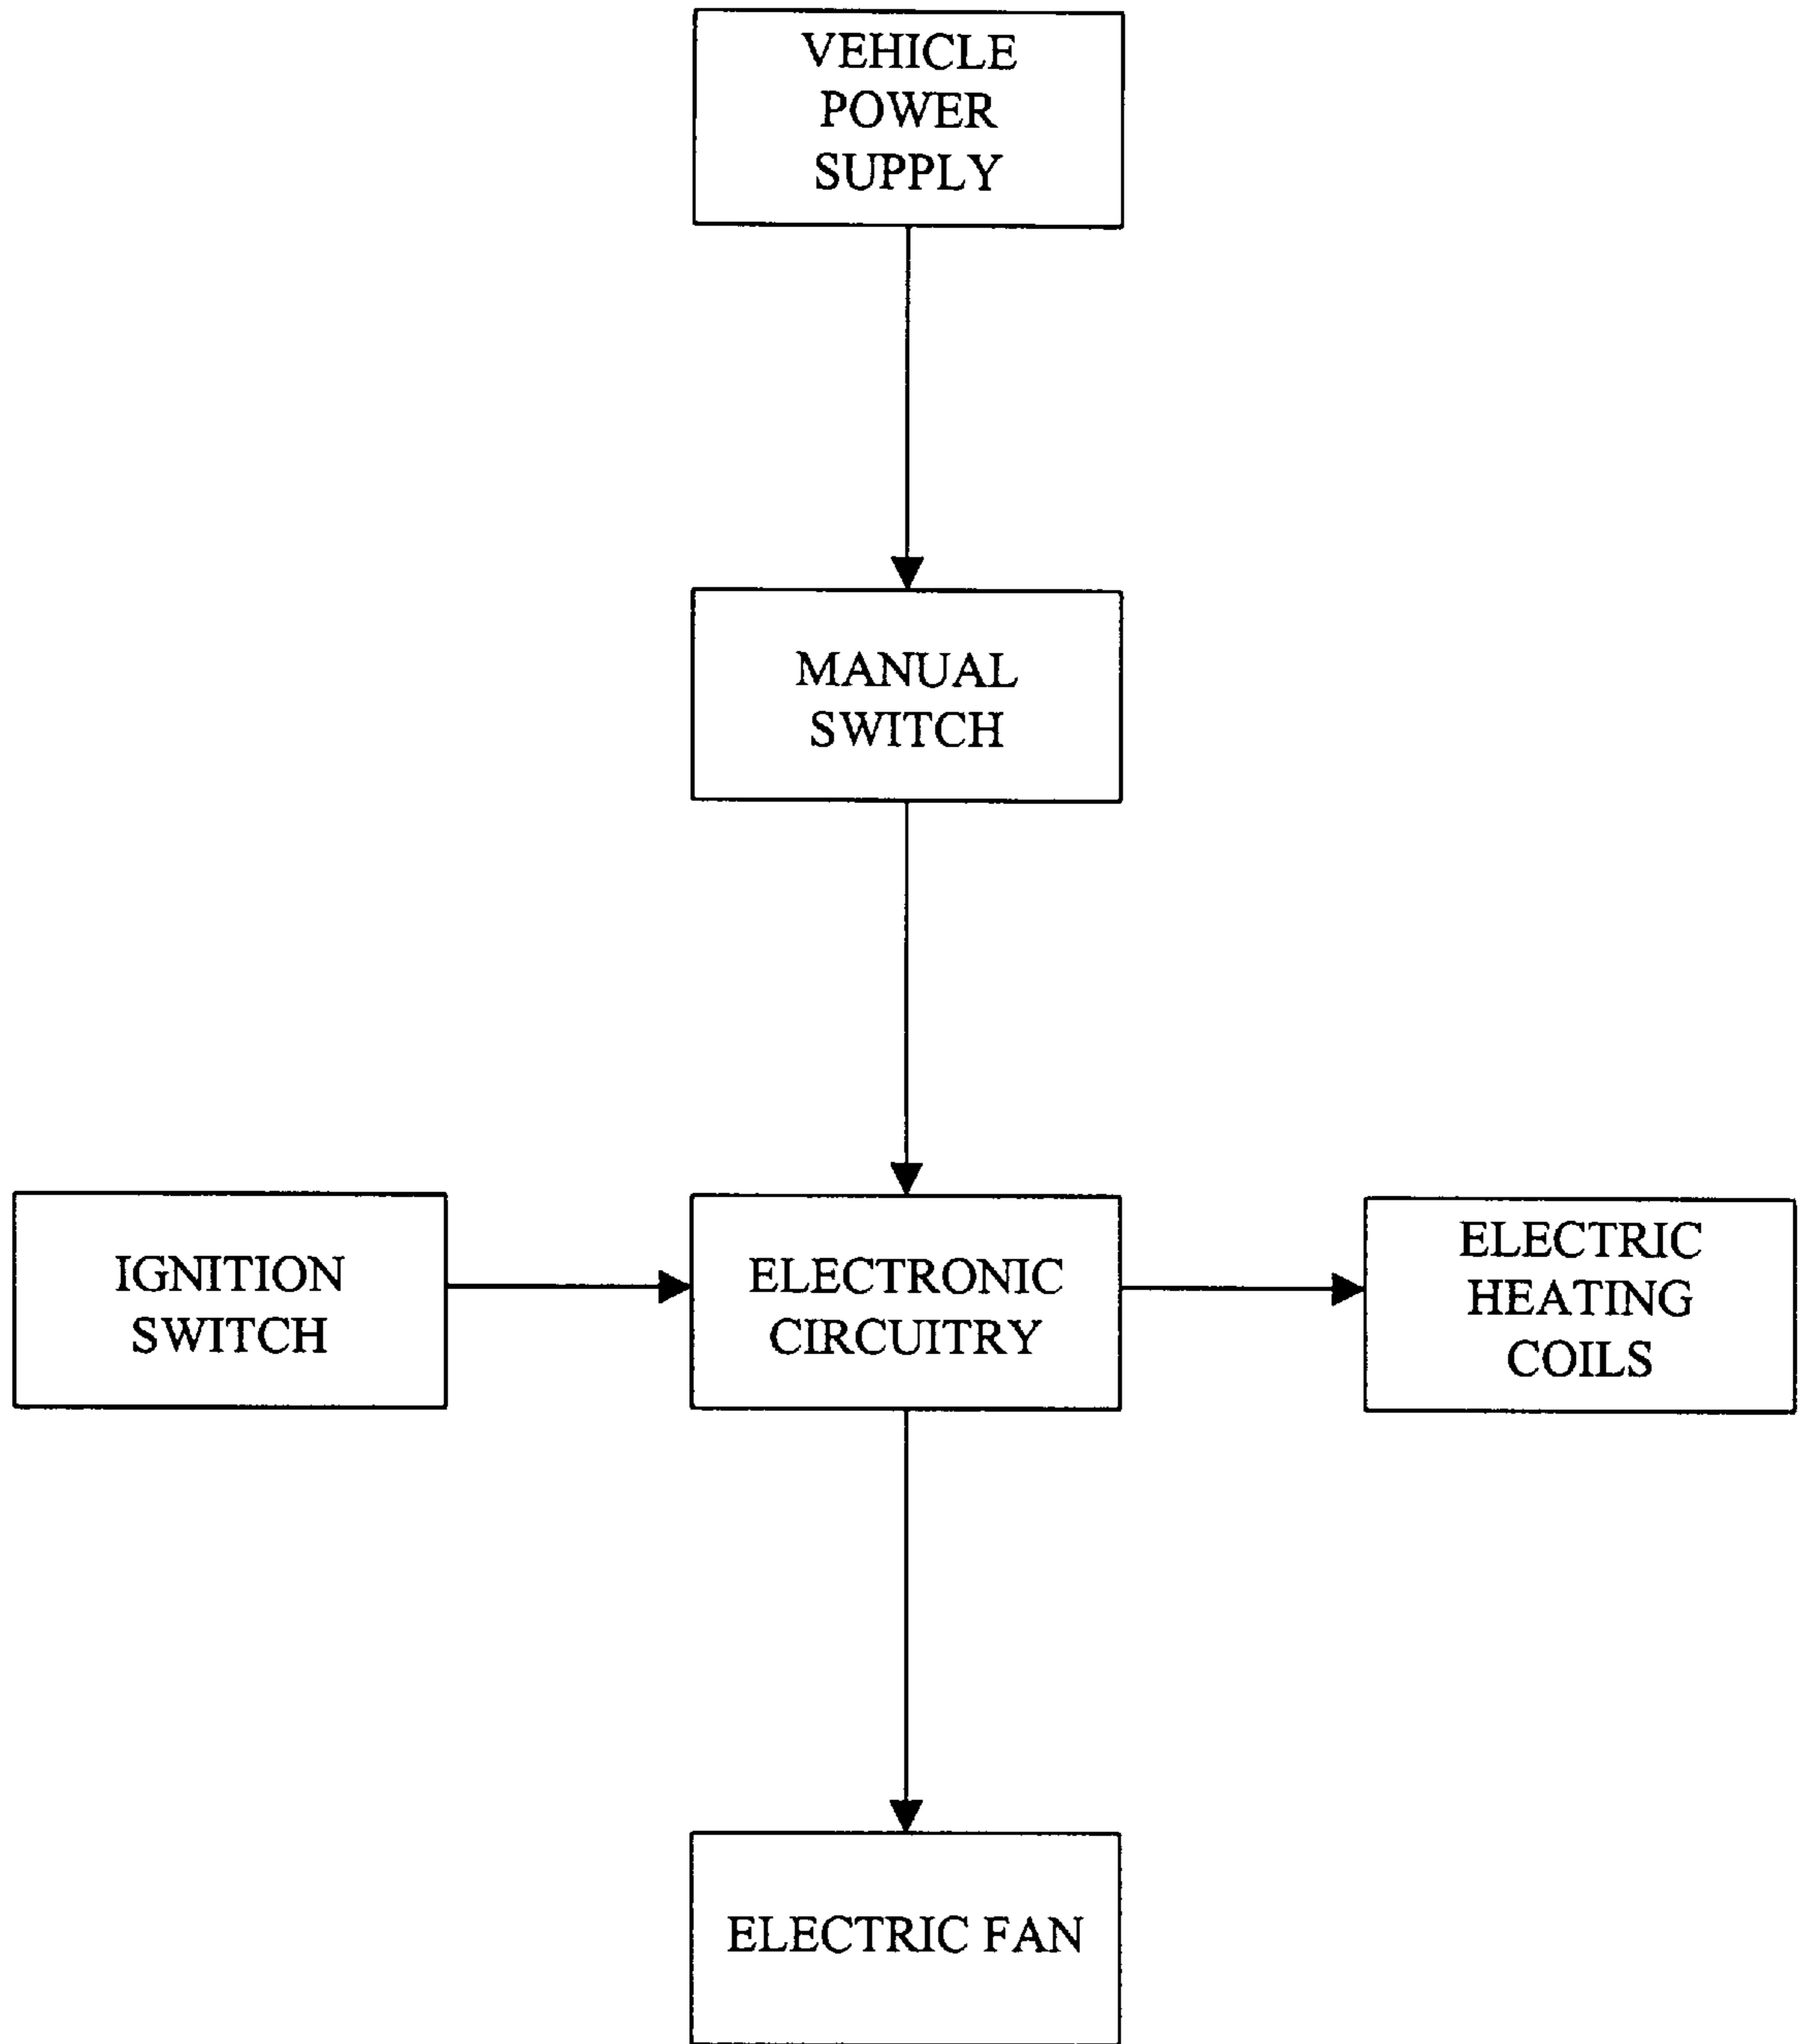 VEHICLE
POWER
SUPPLY
MANUAL
SWITCH
IGNITION
SWITCH
ELECTRONIC
CIRCUITRY
ELECTRIC
HEATING
COILS
ELECTRIC FAN